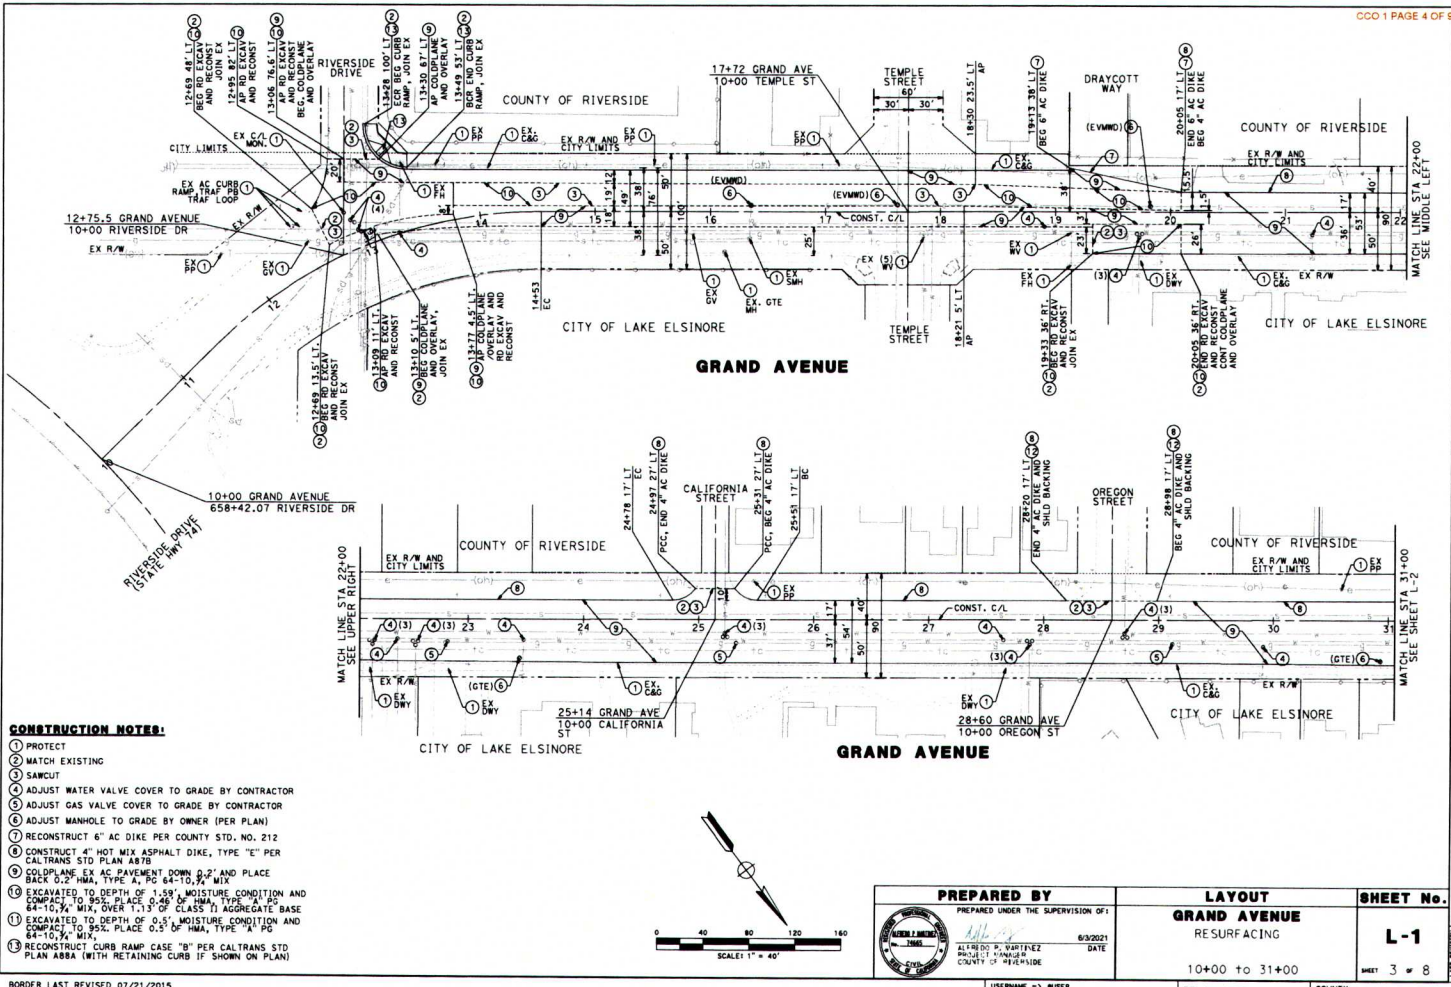 CCO 1 PAGE 4 OF 9
12+69 48' LT
BEG RD EXCAV
AND RECONST
JOIN EX
12+95 82' LT
AP RD EXCAV
AND RECONST
13+06 76.6' LT
AP RD EXCAV
AND RECONST
BEG. COLDPLANE
AND OVERLAY
RIVERSIDE
DRIVE
13+28 100' LT
ECR BEG CURB
RAMP, JOIN EX
13+30 67' LT
AP COLDPLANE
AND OVERLAY
13+49 53' LT
BCR END CURB
RAMP, JOIN EX
COUNTY OF RIVERSIDE
17+72 GRAND AVE
10+00 TEMPLE ST
TEMPLE
STREET
60'
30' 30'
18+30 23.5' LT
AP
19+13 38' LT
BEG 6" AC DIKE
DRAYCOTT
WAY
20+05 17' LT
END 6" AC DIKE
BEG 4" AC DIKE
COUNTY OF RIVERSIDE
EX C/L
MON.
CITY LIMITS
EX R/W AND
CITY LIMITS
EX
PP
EX.
C&G
EX
FH
(EVMWD)
CONST. C/L
EX AC CURB
RAMP, TRAF PB
TRAF LOOP
12+75.5 GRAND AVENUE
10+00 RIVERSIDE DR
EX R/W
EX
PP
EX
GV
14+53
EC
EX
GV
EX. GTE
MH
EX
SMH
EX (5)
WV
EX
WV
EX
FH
EX
DWY
EX.
C&G
EX R/W
MATCH LINE STA 22+00
SEE MIDDLE LEFT
12+69 13.5' LT.
BEG RD EXCAV
AND RECONST
JOIN EX
13+09 11' LT.
AP RD EXCAV
AND RECONST
13+10 5' LT.
BEG COLDPLANE
AND OVERLAY,
JOIN EX
13+77 4.5' LT.
AP COLDPLANE
/OVERLAY AND
RD EXCAV AND
RECONST
CITY OF LAKE ELSINORE
TEMPLE
STREET
18+21 5' LT
AP
19+33 36' RT.
BEG RD EXCAV
AND RECONST
JOIN EX
20+05 36' RT.
END RD EXCAV
AND RECONST
CONT COLDPLANE
AND OVERLAY
CITY OF LAKE ELSINORE
GRAND AVENUE
10+00 GRAND AVENUE
658+42.07 RIVERSIDE DR
RIVERSIDE DRIVE
(STATE HWY 74)
MATCH LINE STA 22+00
SEE UPPER RIGHT
COUNTY OF RIVERSIDE
EX R/W AND
CITY LIMITS
24+78 17' LT
EC
24+97 27' LT
PCC, END 4" AC DIKE
CALIFORNIA
STREET
25+31 27' LT
PCC, BEG 4" AC DIKE
25+51 17' LT
BC
28+20 17' LT
END 4" AC DIKE AND
SHLD BACKING
OREGON
STREET
28+98 17' LT
BEG 4" AC DIKE AND
SHLD BACKING
COUNTY OF RIVERSIDE
EX R/W AND
CITY LIMITS
EX
PP
CONST. C/L
23 24 25 26 27 28 29 30 31
EX R/W
EX
DWY
(GTE)
EX.
C&G
25+14 GRAND AVE
10+00 CALIFORNIA
ST
28+60 GRAND AVE
10+00 OREGON ST
MATCH LINE STA 31+00
SEE SHEET L-2
CITY OF LAKE ELSINORE
GRAND AVENUE
CITY OF LAKE ELSINORE
CONSTRUCTION NOTES:
1 PROTECT
2 MATCH EXISTING
3 SAWCUT
4 ADJUST WATER VALVE COVER TO GRADE BY CONTRACTOR
5 ADJUST GAS VALVE COVER TO GRADE BY CONTRACTOR
6 ADJUST MANHOLE TO GRADE BY OWNER (PER PLAN)
7 RECONSTRUCT 6" AC DIKE PER COUNTY STD. NO. 212
8 CONSTRUCT 4" HOT MIX ASPHALT DIKE, TYPE "E" PER
CALTRANS STD PLAN A87B
9 COLDPLANE EX AC PAVEMENT DOWN 0.2' AND PLACE
BACK 0.2' HMA, TYPE A, PG 64-10, ¾" MIX
10 EXCAVATED TO DEPTH OF 1.59', MOISTURE CONDITION AND
COMPACT TO 95%. PLACE 0.46' OF HMA, TYPE "A" PG
64-10, ¾" MIX, OVER 1.13' OF CLASS II AGGREGATE BASE
11 EXCAVATED TO DEPTH OF 0.5', MOISTURE CONDITION AND
COMPACT TO 95%. PLACE 0.5' OF HMA, TYPE "A" PG
64-10, ¾" MIX,
13 RECONSTRUCT CURB RAMP CASE "B" PER CALTRANS STD
PLAN A88A (WITH RETAINING CURB IF SHOWN ON PLAN)
0 40 80 120 160
SCALE: 1" = 40'
PREPARED BY
PREPARED UNDER THE SUPERVISION OF:
6/3/2021
ALFREDO P. MARTINEZ DATE
PROJECT MANAGER
COUNTY OF RIVERSIDE
LAYOUT
GRAND AVENUE
RESURFACING
10+00 to 31+00
SHEET No.
L-1
SHEET 3 OF 8
BORDER LAST REVISED 07/21/2015